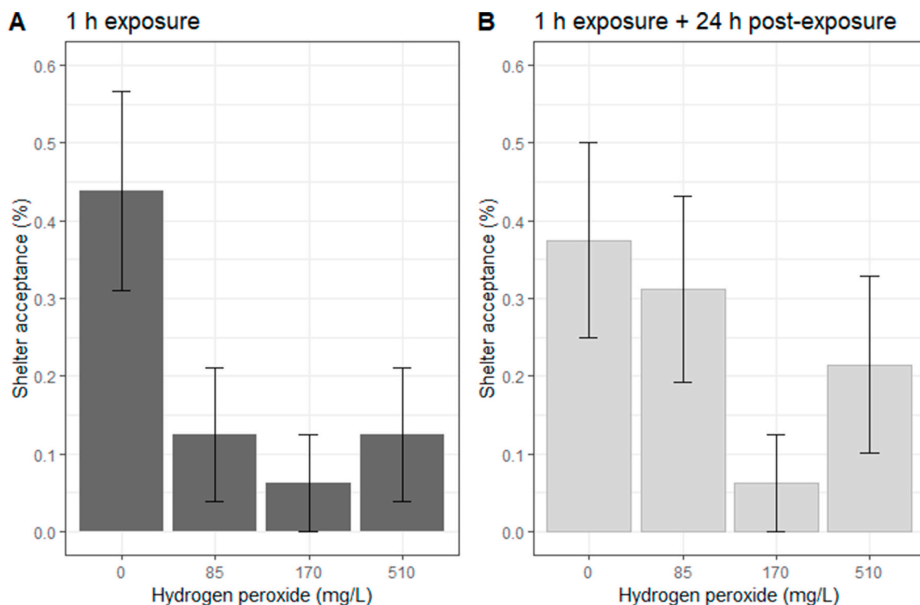 A 1 h exposure
Shelter acceptance (%)
0.6
0.5
0.4
0.3
0.2
0.1
0.0
0 85 170 510
Hydrogen peroxide (mg/L)
B 1 h exposure + 24 h post-exposure
Shelter acceptance (%)
0.6
0.5
0.4
0.3
0.2
0.1
0.0
0 85 170 510
Hydrogen peroxide (mg/L)